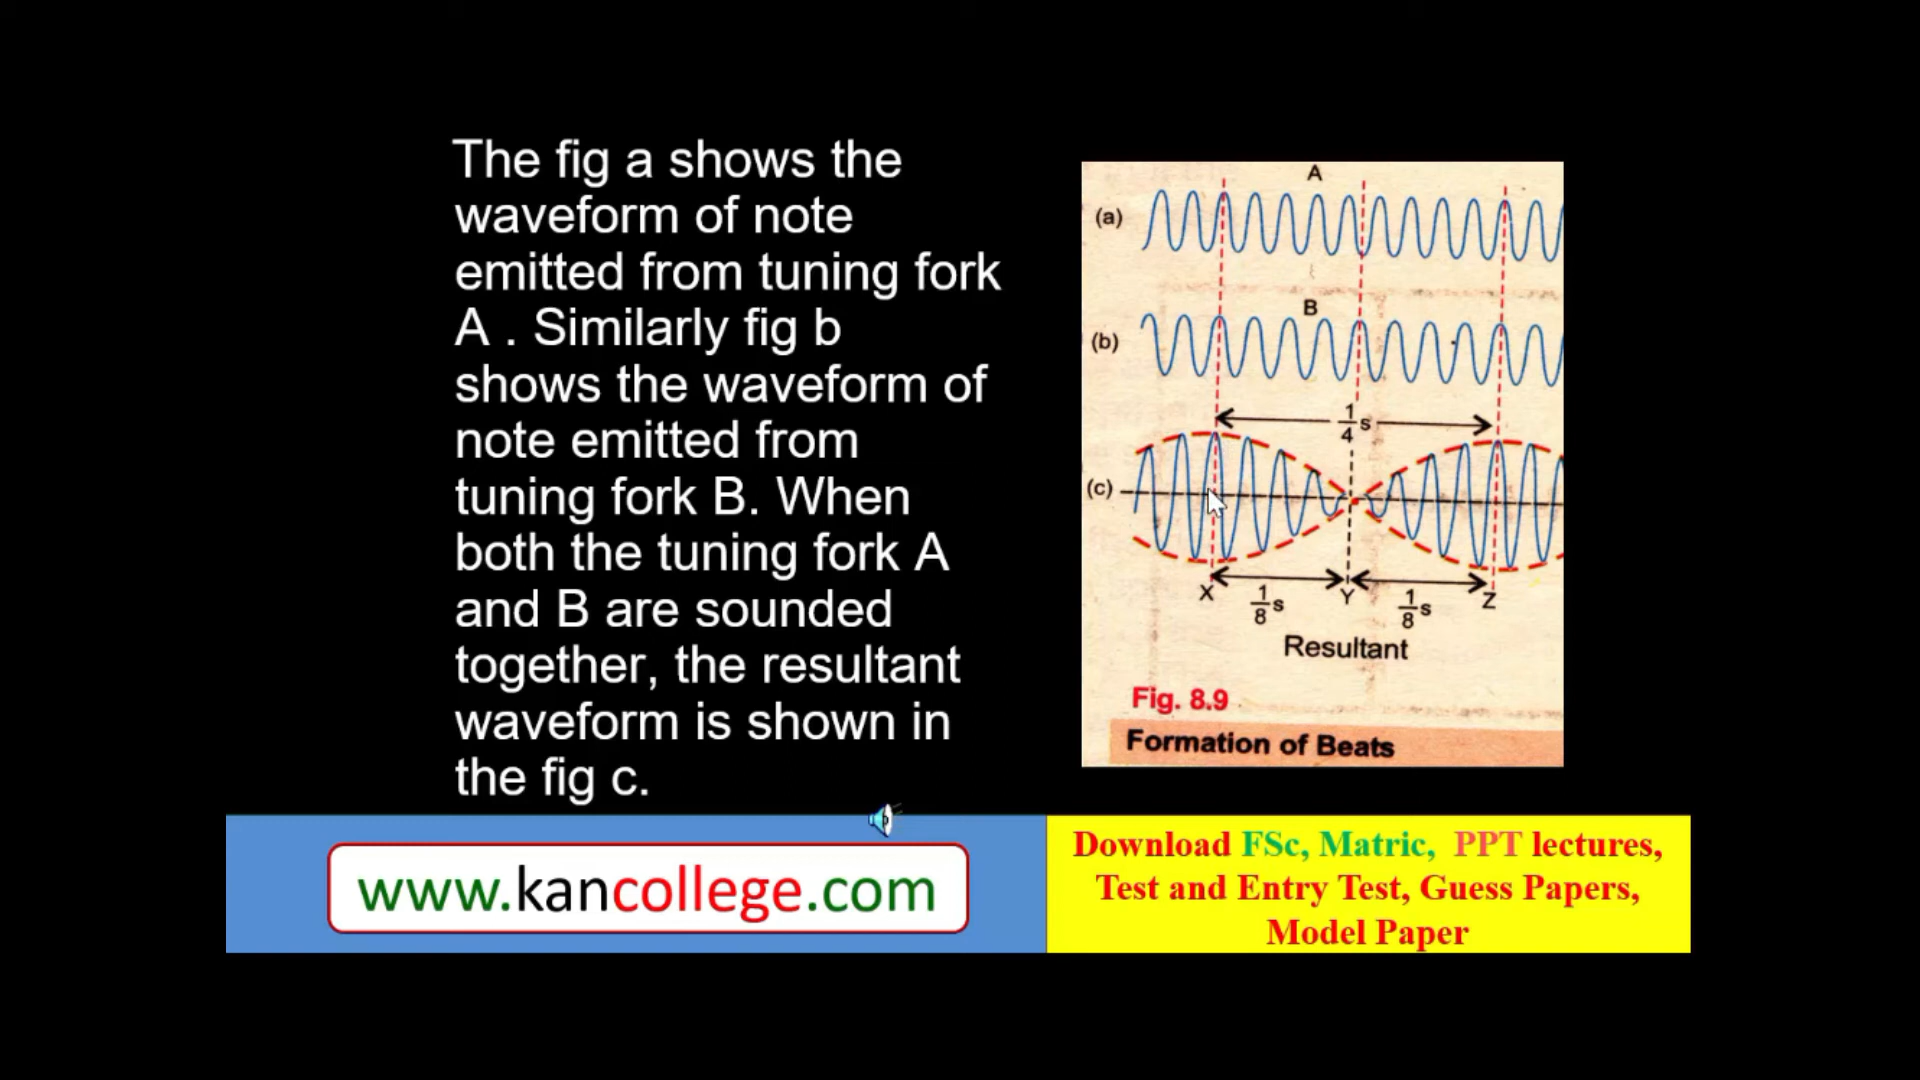 The fig a shows the
waveform of note
emitted from tuning fork
A . Similarly fig b
shows the waveform of
note emitted from
tuning fork B. When
both the tuning fork A
and B are sounded
together, the resultant
waveform is shown in
the fig c.
A
(a)
B
(b)
1/4 s
(c)
X 1/8 s Y 1/8 s Z
Resultant
Fig. 8.9
Formation of Beats
www.kancollege.com
Download FSc, Matric, PPT lectures,
Test and Entry Test, Guess Papers,
Model Paper